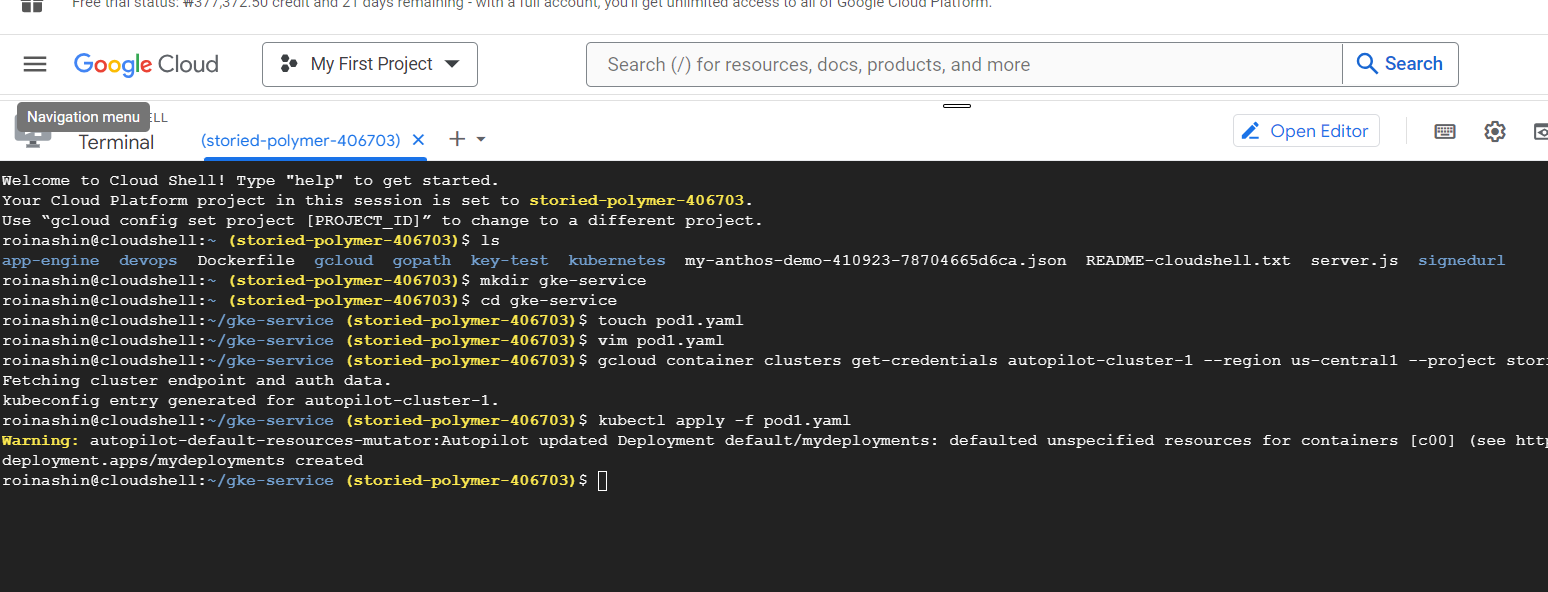 Free trial status: ₩377,372.50 credit and 21 days remaining - with a full account, you'll get unlimited access to all of Google Cloud Platform.
Google Cloud
My First Project
Search (/) for resources, docs, products, and more
Search
Navigation menu
Terminal
(storied-polymer-406703)
Open Editor
Welcome to Cloud Shell! Type "help" to get started.
Your Cloud Platform project in this session is set to storied-polymer-406703.
Use “gcloud config set project [PROJECT_ID]” to change to a different project.
roinashin@cloudshell:~ (storied-polymer-406703)$ ls
app-engine devops Dockerfile gcloud gopath key-test kubernetes my-anthos-demo-410923-78704665d6ca.json README-cloudshell.txt server.js signedurl
roinashin@cloudshell:~ (storied-polymer-406703)$ mkdir gke-service
roinashin@cloudshell:~ (storied-polymer-406703)$ cd gke-service
roinashin@cloudshell:~/gke-service (storied-polymer-406703)$ touch pod1.yaml
roinashin@cloudshell:~/gke-service (storied-polymer-406703)$ vim pod1.yaml
roinashin@cloudshell:~/gke-service (storied-polymer-406703)$ gcloud container clusters get-credentials autopilot-cluster-1 --region us-central1 --project stori
Fetching cluster endpoint and auth data.
kubeconfig entry generated for autopilot-cluster-1.
roinashin@cloudshell:~/gke-service (storied-polymer-406703)$ kubectl apply -f pod1.yaml
Warning: autopilot-default-resources-mutator:Autopilot updated Deployment default/mydeployments: defaulted unspecified resources for containers [c00] (see http
deployment.apps/mydeployments created
roinashin@cloudshell:~/gke-service (storied-polymer-406703)$